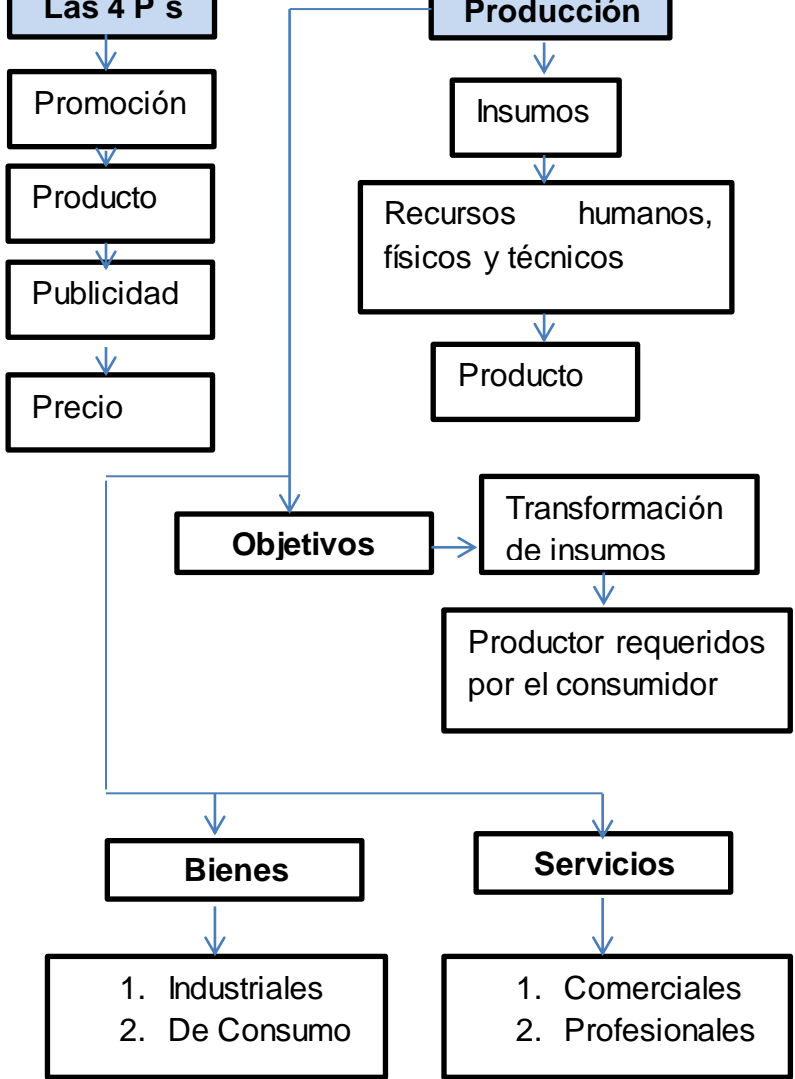 Las 4 P´s
Promoción
Producto
Publicidad
Precio
Producción
Insumos
Recursos humanos,
físicos y técnicos
Producto
Objetivos
Transformación
de insumos
Productor requeridos
por el consumidor
Bienes
1. Industriales
2. De Consumo
Servicios
1. Comerciales
2. Profesionales